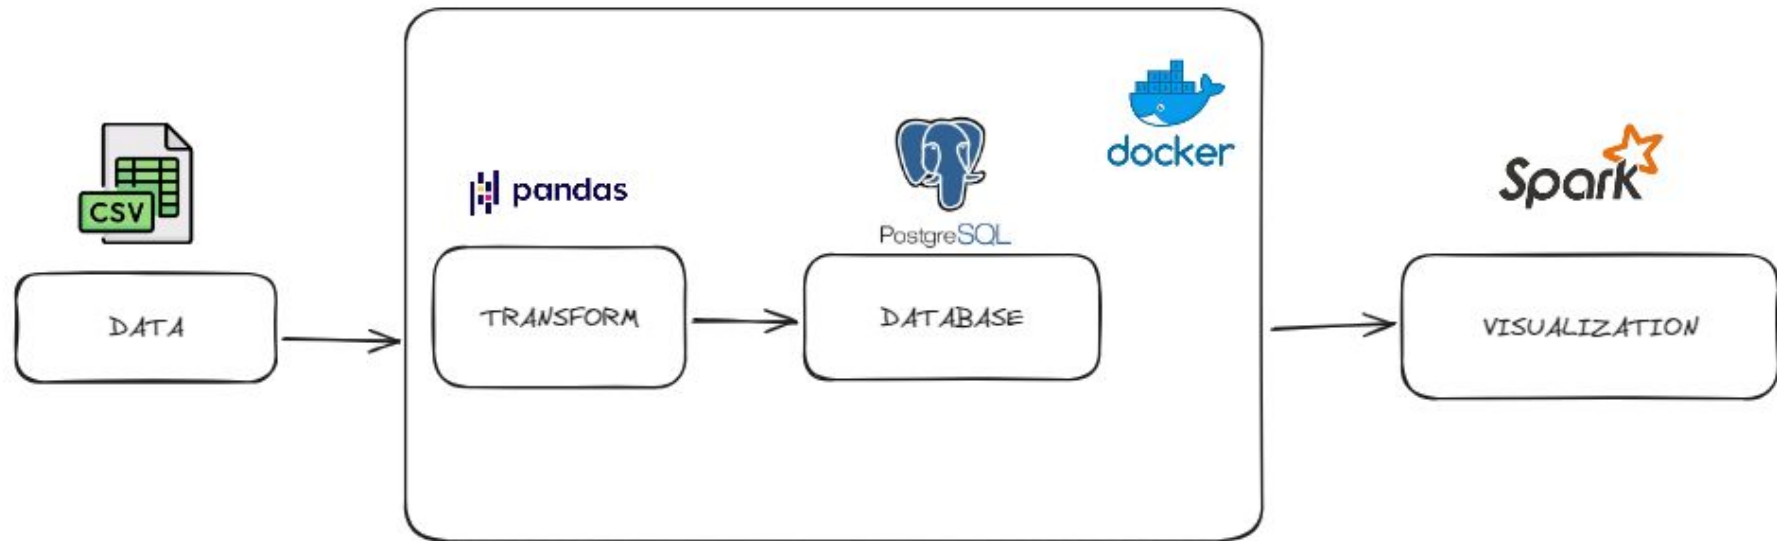 CSV
DATA
pandas
TRANSFORM
PostgreSQL
DATABASE
docker
Spark
VISUALIZATION